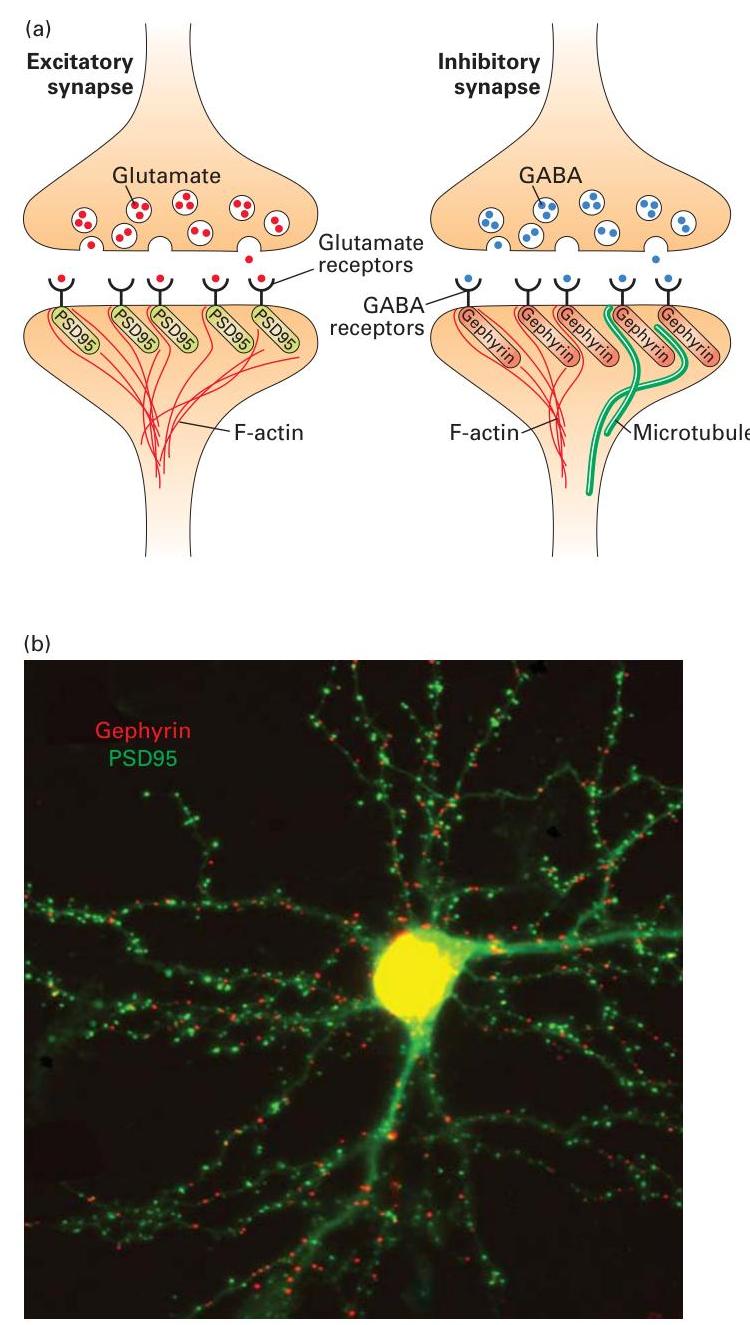 (a)
Excitatory
synapse
Inhibitory
synapse
Glutamate
GABA
Glutamate
receptors
GABA
receptors
PSD95
PSD95
PSD95
PSD95
PSD95
Gephyrin
Gephyrin
Gephyrin
Gephyrin
Gephyrin
F-actin
F-actin
Microtubule
(b)
Gephyrin
PSD95